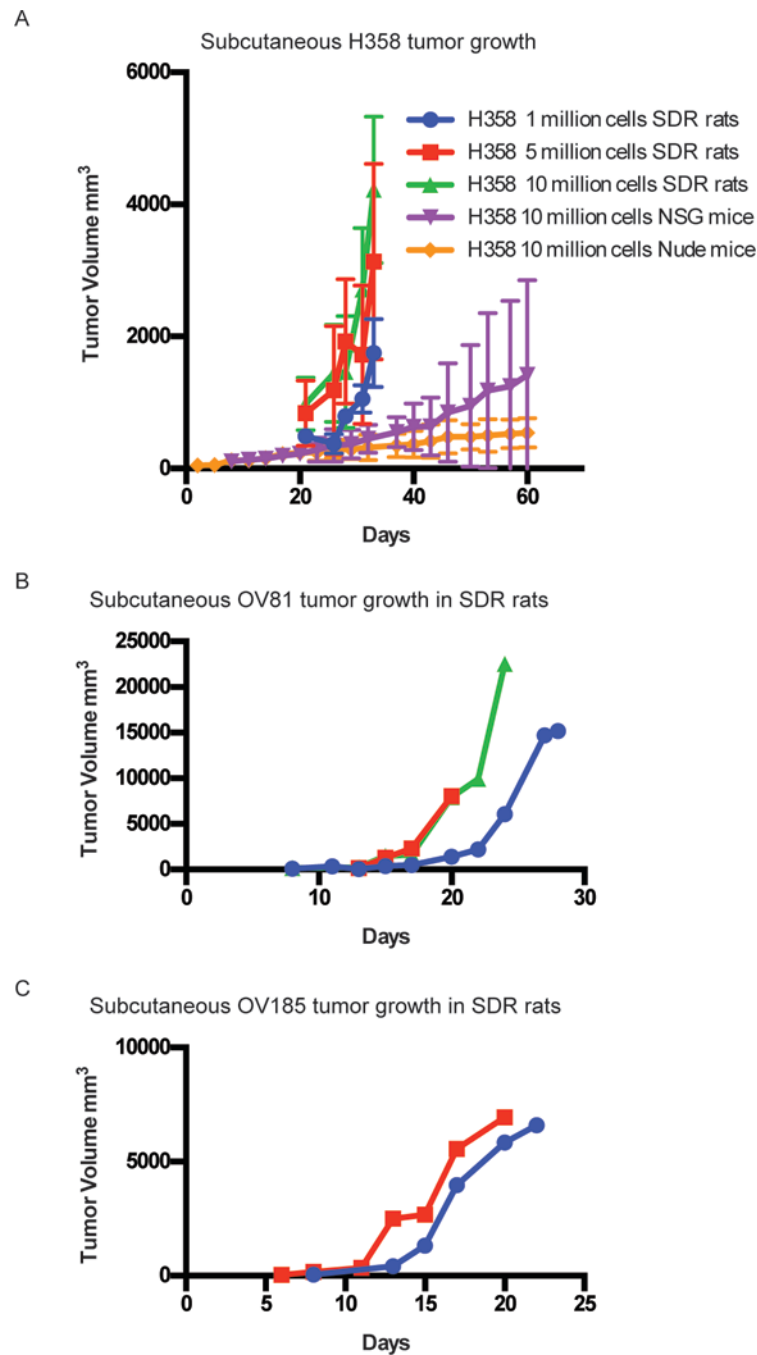 A
Subcutaneous H358 tumor growth
6000
4000
2000
0
Tumor Volume mm³
H358 1 million cells SDR rats
H358 5 million cells SDR rats
H358 10 million cells SDR rats
H358 10 million cells NSG mice
H358 10 million cells Nude mice
0 20 40 60
Days
B
Subcutaneous OV81 tumor growth in SDR rats
25000
20000
15000
10000
5000
0
Tumor Volume mm³
0 10 20 30
Days
C
Subcutaneous OV185 tumor growth in SDR rats
10000
5000
0
Tumor Volume mm³
0 5 10 15 20 25
Days